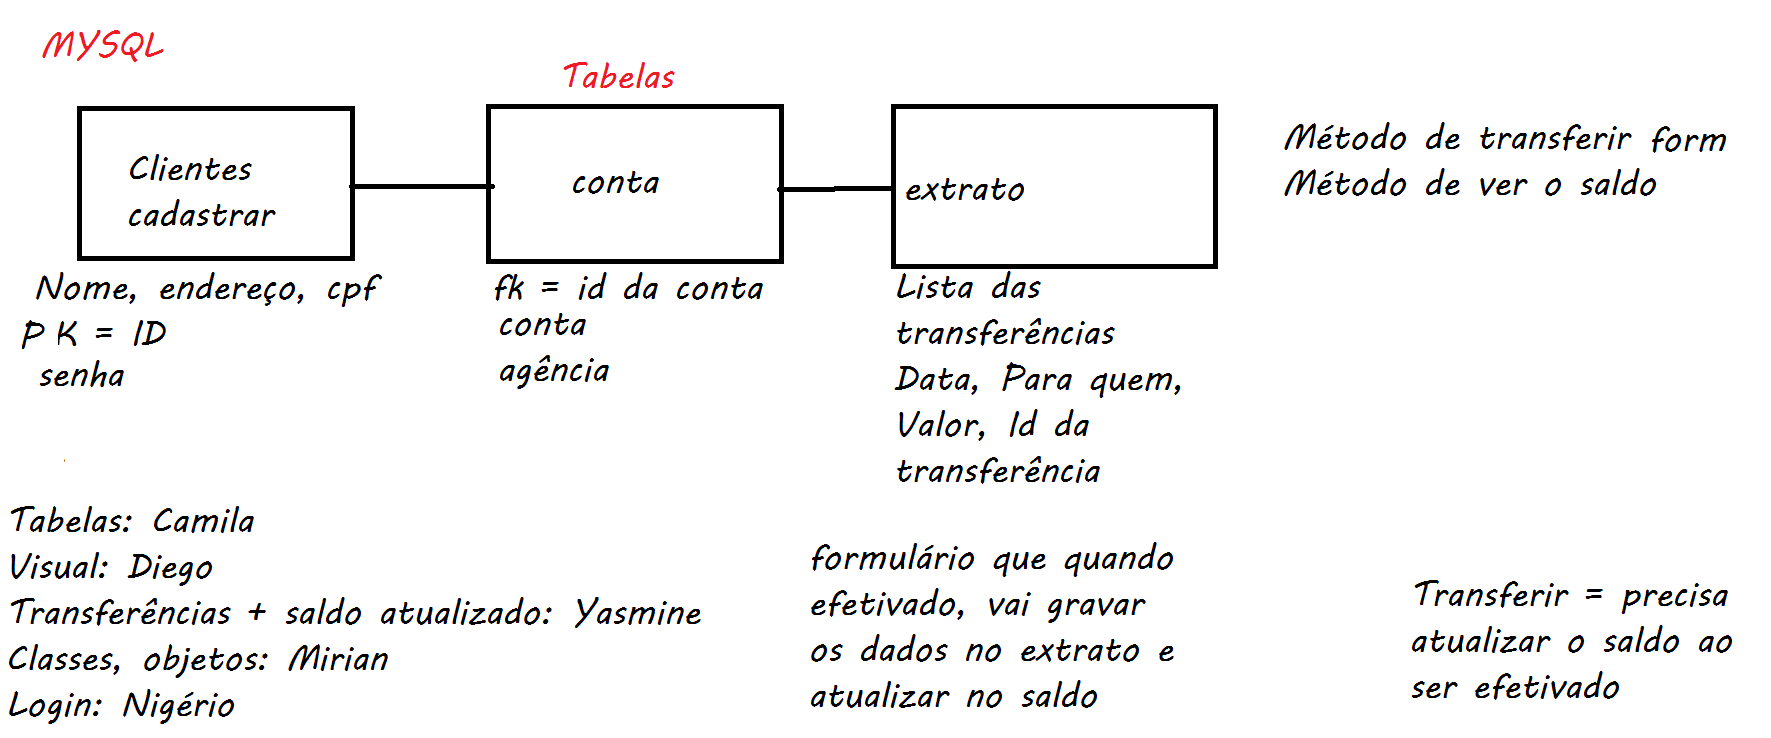 MYSQL
Tabelas
Clientes
cadastrar
conta
extrato
Método de transferir form
Método de ver o saldo
Nome, endereço, cpf
PK = ID
senha
fk = id da conta
conta
agência
Lista das
transferências
Data, Para quem,
Valor, Id da
transferência
Tabelas: Camila
Visual: Diego
Transferências + saldo atualizado: Yasmine
Classes, objetos: Mirian
Login: Nigério
formulário que quando
efetivado, vai gravar
os dados no extrato e
atualizar no saldo
Transferir = precisa
atualizar o saldo ao
ser efetivado